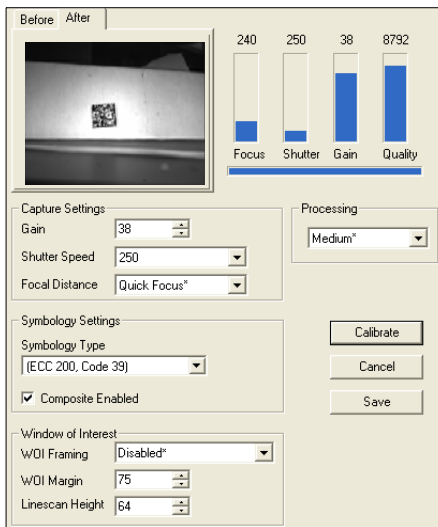 Before After
240 250 38 8792
Focus Shutter Gain Quality
Capture Settings
Gain 38
Shutter Speed 250
Focal Distance Quick Focus*
Processing
Medium*
Symbology Settings
Symbology Type
(ECC 200, Code 39)
Composite Enabled
Calibrate
Cancel
Save
Window of Interest
WOI Framing Disabled*
WOI Margin 75
Linescan Height 64